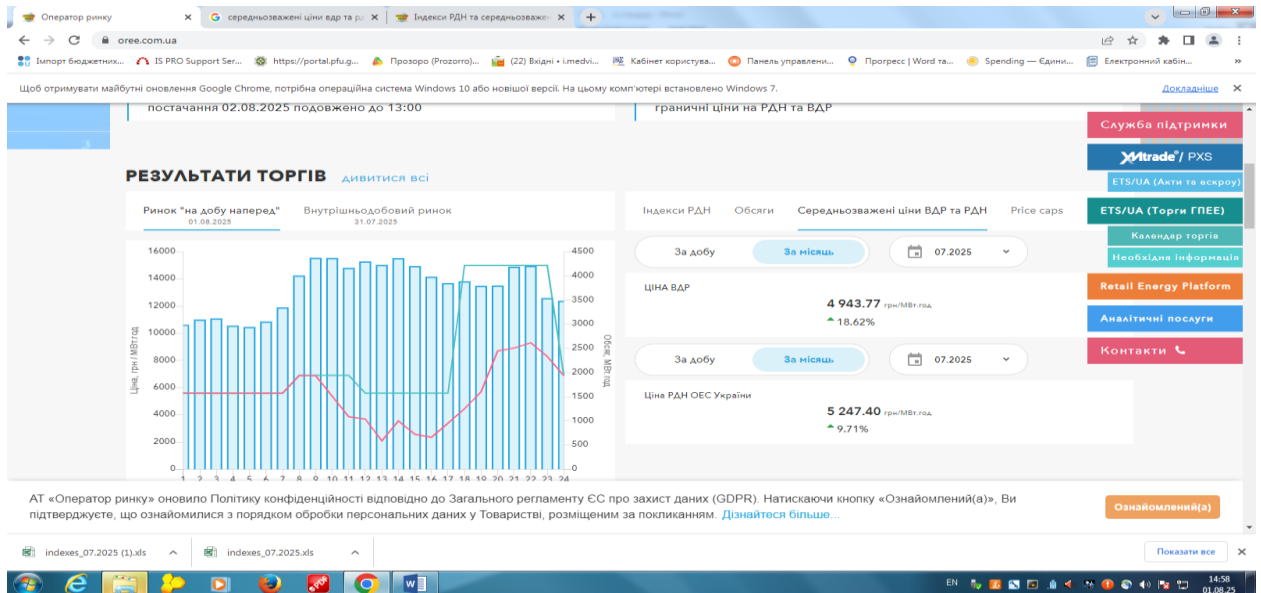 Оператор ринку
середньозважені ціни вдр та р
Індекси РДН та середньозваже
oree.com.ua
Імпорт бюджетних...
IS PRO Support Ser...
https://portal.pfu.g...
Прозоро (Prozorro)...
(22) Вхідні • i.medvi...
Кабінет користува...
Панель управлени...
Прогресс | Word та...
Spending — Єдини...
Електронний кабін...
»
Щоб отримувати майбутні оновлення Google Chrome, потрібна операційна система Windows 10 або новішої версії. На цьому комп'ютері встановлено Windows 7.
Докладніше
постачання 02.08.2025 подовжено до 13:00
граничні ціни на РДН та ВДР
Служба підтримки
XMtrade®/ PXS
ETS/UA (Акти та ескроу)
ETS/UA (Торги ГПЕЕ)
Календар торгів
Необхідна інформація
Retail Energy Platform
Аналітичні послуги
Контакти
РЕЗУЛЬТАТИ ТОРГІВ дивитися всі
Ринок "на добу наперед"
01.08.2025
Внутрішньодобовий ринок
31.07.2025
Індекси РДН
Обсяги
Середньозважені ціни ВДР та РДН
Price caps
16000
14000
12000
10000
8000
6000
4000
2000
0
Ціна, грн / МВт.год
4500
4000
3500
3000
2500
2000
1500
1000
500
0
Обсяг, МВт.год
1 2 3 4 5 6 7 8 9 10 11 12 13 14 15 16 17 18 19 20 21 22 23 24
За добу
За місяць
07.2025
ЦІНА ВДР
4 943.77 грн/МВт.год
18.62%
За добу
За місяць
07.2025
Ціна РДН ОЕС України
5 247.40 грн/МВт.год
9.71%
АТ «Оператор ринку» оновило Політику конфіденційності відповідно до Загального регламенту ЄС про захист даних (GDPR). Натискаючи кнопку «Ознайомлений(а)», Ви
підтверджуєте, що ознайомилися з порядком обробки персональних даних у Товаристві, розміщеним за покликанням. Дізнайтеся більше...
Ознайомлений(а)
indexes_07.2025 (1).xls
indexes_07.2025.xls
Показати все
EN
14:58
01.08.25